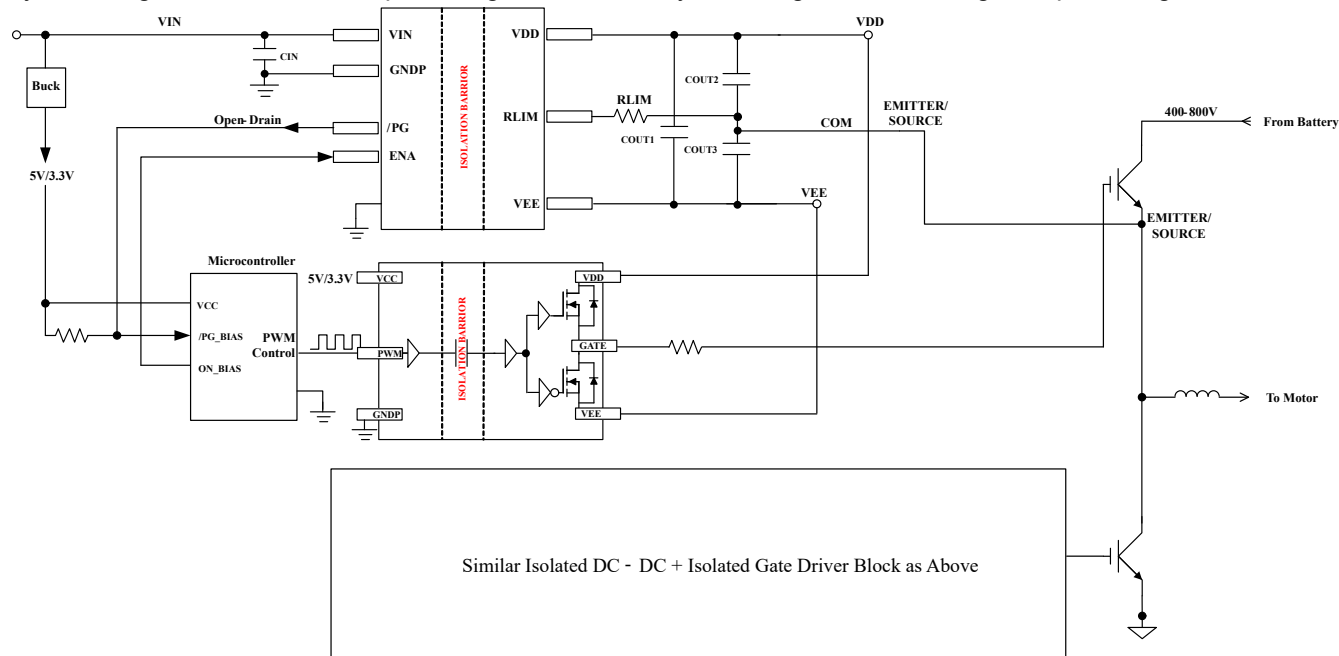 VIN
VDD
VIN
VDD
CIN
GNDP
Buck
COUT2
RLIM
EMITTER/
SOURCE
400-800V
From Battery
Open-Drain
/PG
RLIM
COM
COUT1
COUT3
ENA
ISOLATION BARRIER
5V/3.3V
VEE
VEE
EMITTER/
SOURCE
Microcontroller
5V/3.3V
VCC
VDD
VCC
/PG_BIAS
PWM
Control
PWM
ISOLATION BARRIER
GATE
ON_BIAS
GNDP
VEE
To Motor
Similar Isolated DC - DC + Isolated Gate Driver Block as Above